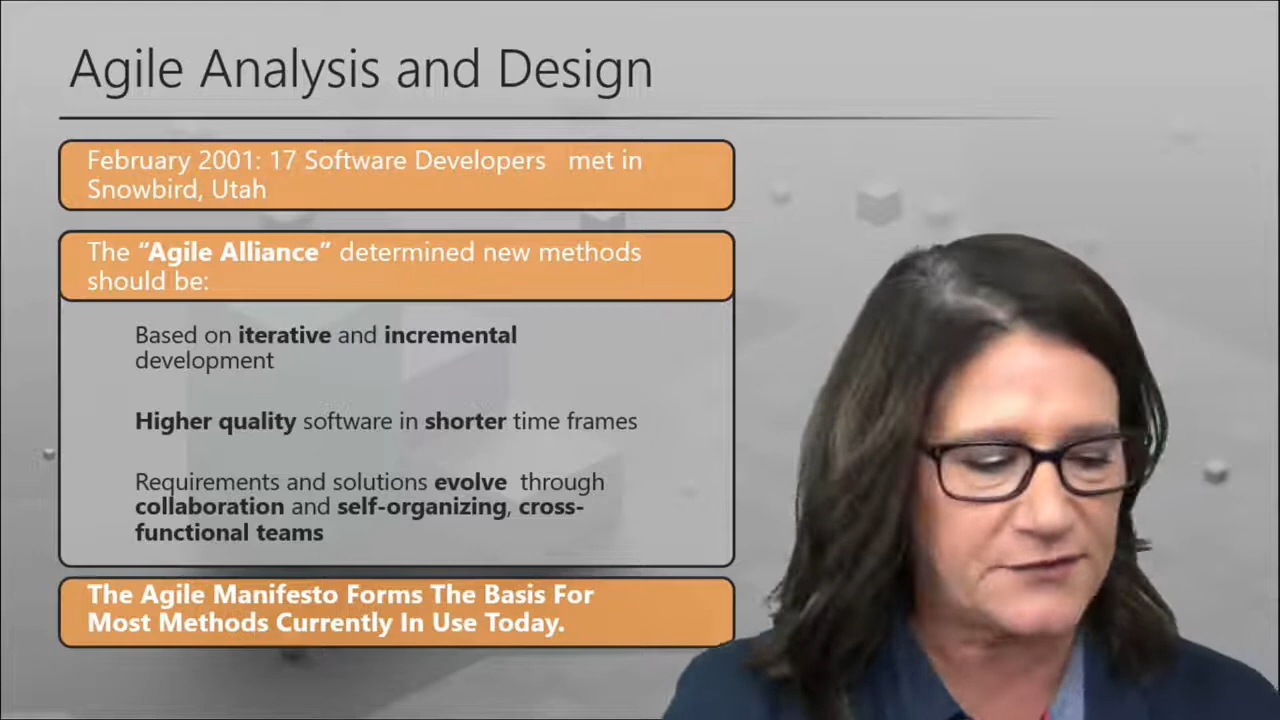 Agile Analysis and Design
February 2001: 17 Software Developers met in
Snowbird, Utah
The “Agile Alliance” determined new methods
should be:
Based on iterative and incremental
development
Higher quality software in shorter time frames
Requirements and solutions evolve through
collaboration and self-organizing, cross-
functional teams
The Agile Manifesto Forms The Basis For
Most Methods Currently In Use Today.